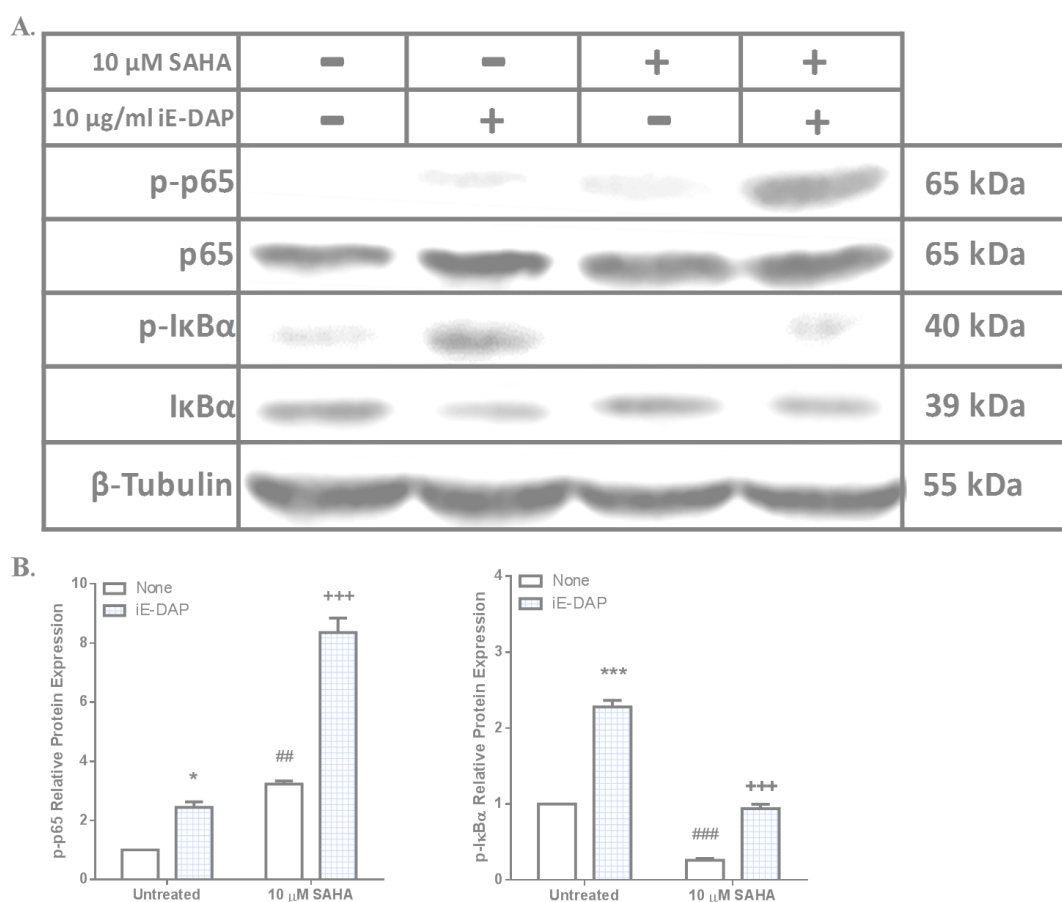 A.
10 µM SAHA − − + +
10 µg/ml iE-DAP − + − +
p-p65 65 kDa
p65 65 kDa
p-IκBα 40 kDa
IκBα 39 kDa
β-Tubulin 55 kDa
B.
p-p65 Relative Protein Expression
10
8
6
4
2
0
None
iE-DAP
*
##
+++
Untreated
10 µM SAHA
p-IκBα Relative Protein Expression
4
3
2
1
0
None
iE-DAP
***
###
+++
Untreated
10 µM SAHA